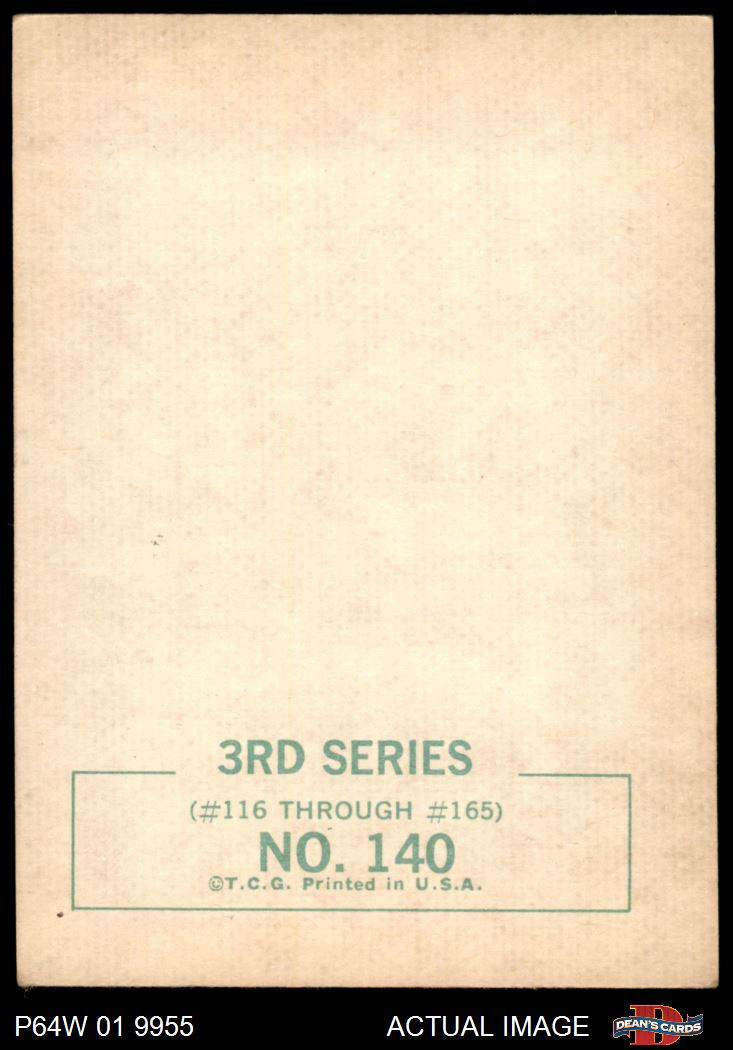 3RD SERIES
(#116 THROUGH #165)
NO. 140
©T.C.G. Printed in U.S.A.
P64W 01 9955
ACTUAL IMAGE
D
DEAN'S CARDS